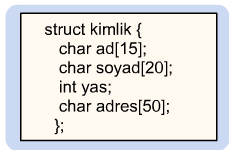 struct kimlik {
char ad[15];
char soyad[20];
int yas;
char adres[50];
};